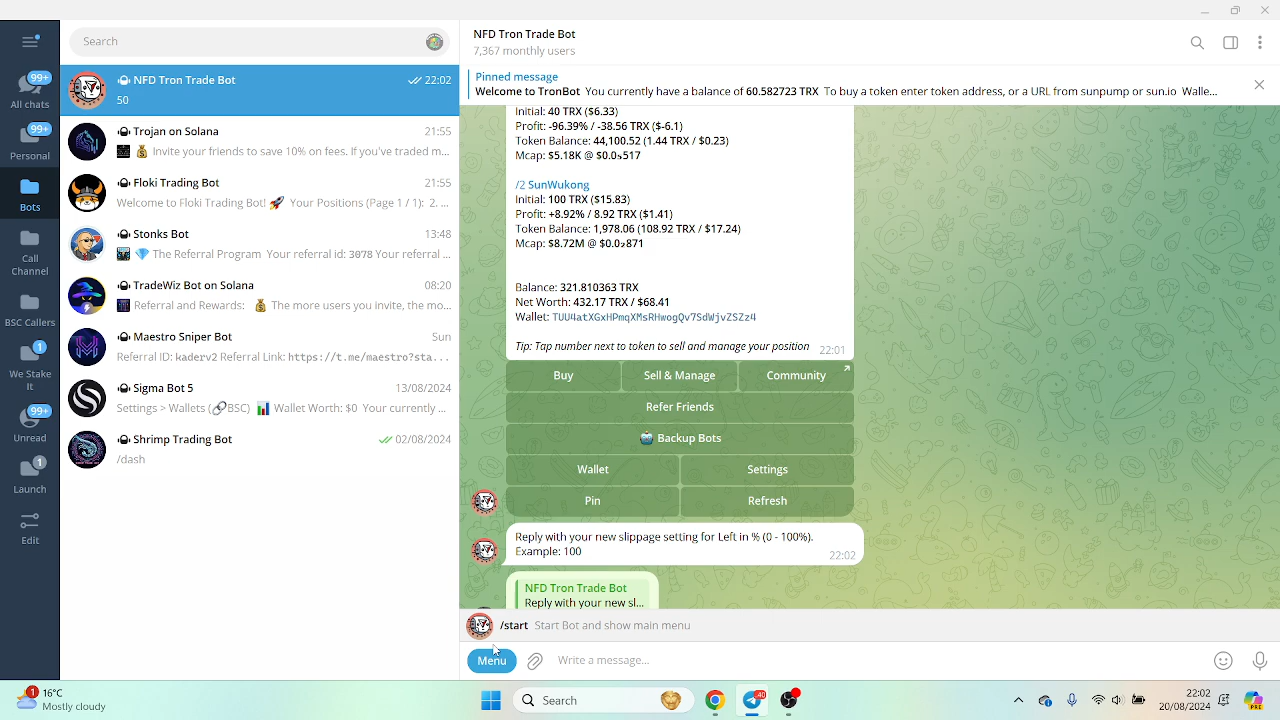 Search
NFD Tron Trade Bot
22:02
50
Trojan on Solana
21:55
Invite your friends to save 10% on fees. If you've traded m...
Floki Trading Bot
21:55
Welcome to Floki Trading Bot! 🚀 Your Positions (Page 1 / 1): 2. ...
Stonks Bot
13:48
The Referral Program Your referral id: 3078 Your referral ...
TradeWiz Bot on Solana
08:20
Referral and Rewards: 💰 The more users you invite, the mo...
Maestro Sniper Bot
Sun
Referral ID: kaderv2 Referral Link: https://t.me/maestro?sta...
Sigma Bot 5
13/08/2024
Settings > Wallets (🔗BSC) 📊 Wallet Worth: $0 Your currently ...
Shrimp Trading Bot
02/08/2024
/dash
99+
All chats
99+
Personal
Bots
Call
Channel
BSC Callers
1
We Stake
It
99+
Unread
1
Launch
Edit
NFD Tron Trade Bot
7,367 monthly users
Pinned message
Welcome to TronBot You currently have a balance of 60.582723 TRX To buy a token enter token address, or a URL from sunpump or sun.io Walle...
Initial: 40 TRX ($6.33)
Profit: -96.39% / -38.56 TRX ($-6.1)
Token Balance: 44,100.52 (1.44 TRX / $0.23)
Mcap: $5.18K @ $0.0₅517
/2 SunWukong
Initial: 100 TRX ($15.83)
Profit: +8.92% / 8.92 TRX ($1.41)
Token Balance: 1,978.06 (108.92 TRX / $17.24)
Mcap: $8.72M @ $0.0₂871
Balance: 321.810363 TRX
Net Worth: 432.17 TRX / $68.41
Wallet: TUU4atXGxHPmqXMsRHwogQv7SdWjvZSZz4
Tip: Tap number next to token to sell and manage your position
22:01
Buy
Sell & Manage
Community
Refer Friends
Backup Bots
Wallet
Settings
Pin
Refresh
Reply with your new slippage setting for Left in % (0 - 100%).
Example: 100
22:02
NFD Tron Trade Bot
Reply with your new sl...
/start Start Bot and show main menu
Menu
Write a message...
1
16°C
Mostly cloudy
Search
40
22:02
20/08/2024